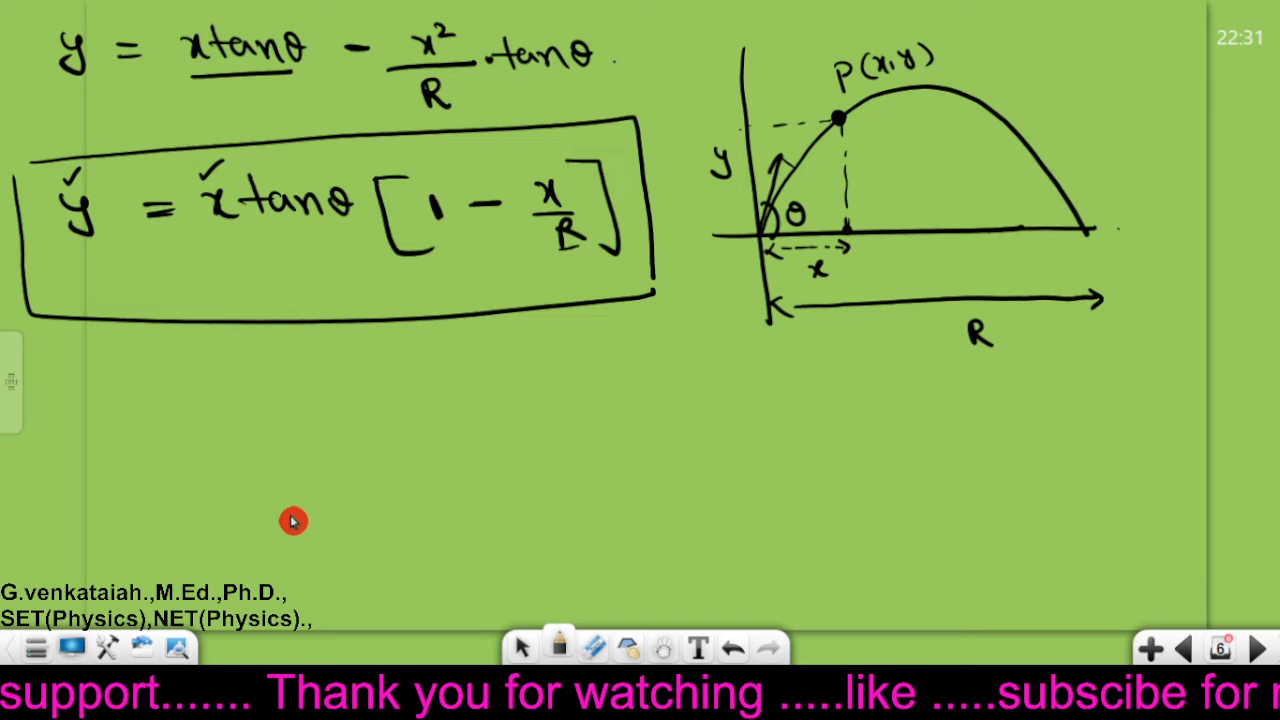 y = x tanθ - x²/R . tanθ
22:31
P(x,y)
y = x tanθ [1 - x/R]
y
θ
x
R
G.venkataiah.,M.Ed.,Ph.D.,
SET(Physics),NET(Physics).,
T
6
support....... Thank you for watching .....like .....subscibe for